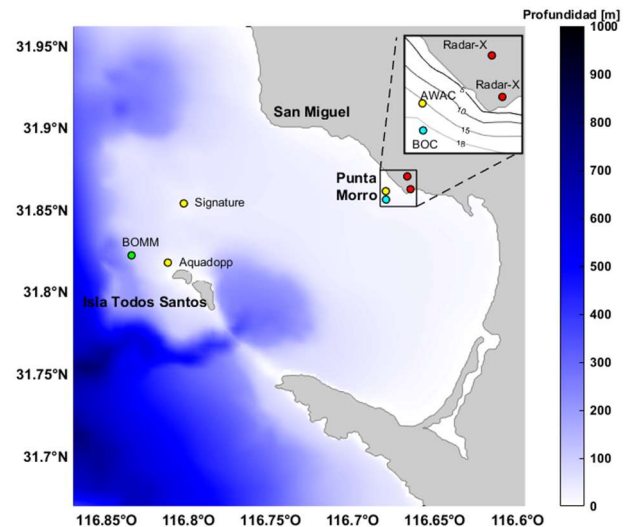 Profundidad [m]
31.95°N
31.9°N
31.85°N
31.8°N
31.75°N
31.7°N
116.85°O 116.8°O 116.75°O 116.7°O 116.65°O 116.6°O
San Miguel
Punta
Morro
Signature
BOMM
Aquadopp
Isla Todos Santos
Radar-X
Radar-X
AWAC
BOC
5
10
15
18
1000
900
800
700
600
500
400
300
200
100
0